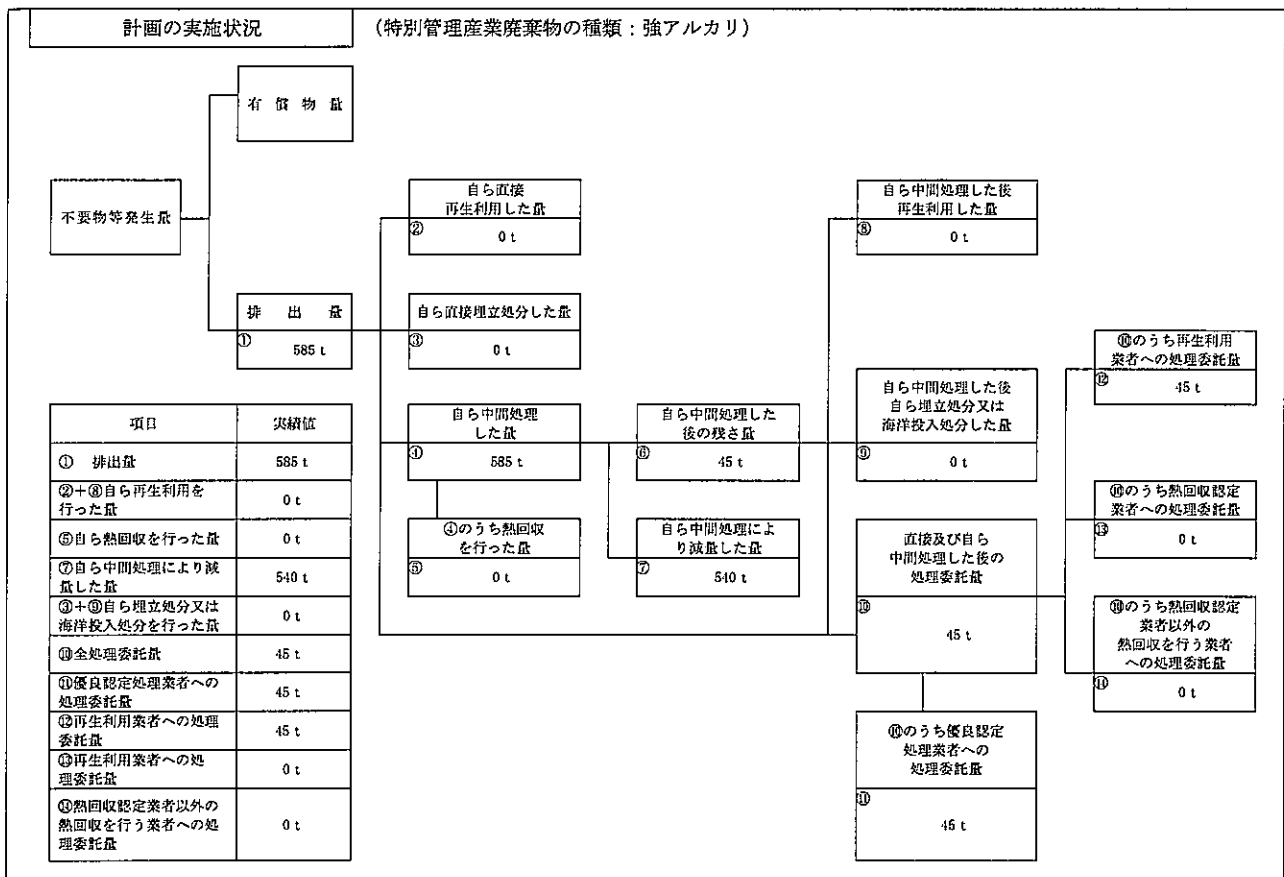 計画の実施状況
(特別管理産業廃棄物の種類：強アルカリ)
有 償 物 量
不要物等発生量
排 出 量
①
585 t
自ら直接
再生利用した量
②
0 t
自ら直接埋立処分した量
③
0 t
自ら中間処理
した量
④
585 t
④のうち熱回収
を行った量
⑤
0 t
自ら中間処理した
後の残さ量
⑥
45 t
自ら中間処理によ
り減量した量
⑦
540 t
自ら中間処理した後
再生利用した量
⑧
0 t
自ら中間処理した後
自ら埋立処分又は
海洋投入処分した量
⑨
0 t
直接及び自ら
中間処理した後の
処理委託量
⑩
45 t
⑩のうち優良認定
処理業者への
処理委託量
⑪
45 t
⑩のうち再生利用
業者への処理委託量
⑫
45 t
⑩のうち熱回収認定
業者への処理委託量
⑬
0 t
⑩のうち熱回収認定
業者以外の
熱回収を行う業者
への処理委託量
⑭
0 t
項目 実績値
① 排出量 585 t
②＋⑧自ら再生利用を
行った量
0 t
⑤自ら熱回収を行った量 0 t
⑦自ら中間処理により減
量した量
540 t
③＋⑨自ら埋立処分又は
海洋投入処分を行った量
0 t
⑩全処理委託量 45 t
⑪優良認定処理業者への
処理委託量
45 t
⑫再生利用業者への処理
委託量
45 t
⑬再生利用業者への処
理委託量
0 t
⑭熱回収認定業者以外の
熱回収を行う業者への処
理委託量
0 t